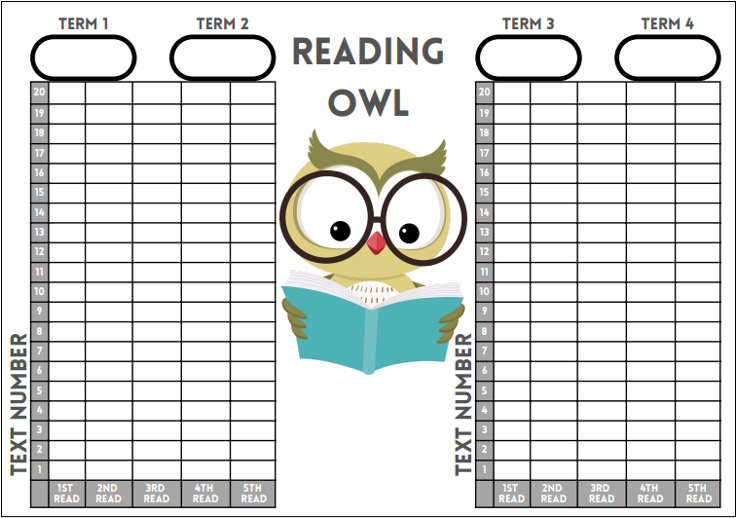 TERM 1
TERM 2
READING
OWL
TERM 3
TERM 4
20
19
18
17
16
15
14
13
12
11
10
9
8
7
6
5
4
3
2
1
TEXT NUMBER
1ST READ
2ND READ
3RD READ
4TH READ
5TH READ
20
19
18
17
16
15
14
13
12
11
10
9
8
7
6
5
4
3
2
1
TEXT NUMBER
1ST READ
2ND READ
3RD READ
4TH READ
5TH READ